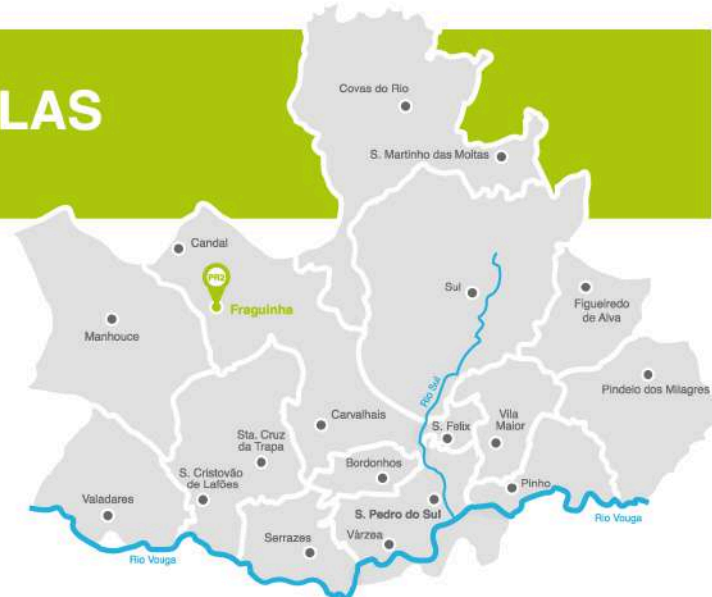 LAS
Covas do Rio
S. Martinho das Moitas
Candal
PR2
Fraguinha
Sul
Figueiredo
de Alva
Manhouce
Pindelo dos Milagres
Rio Sul
Carvalhais
Vila
Maior
S. Felix
Sta. Cruz
da Trapa
Bordonhos
S. Cristovão
de Lafões
Pinho
Valadares
S. Pedro do Sul
Rio Vouga
Várzea
Serrazes
Rio Vouga